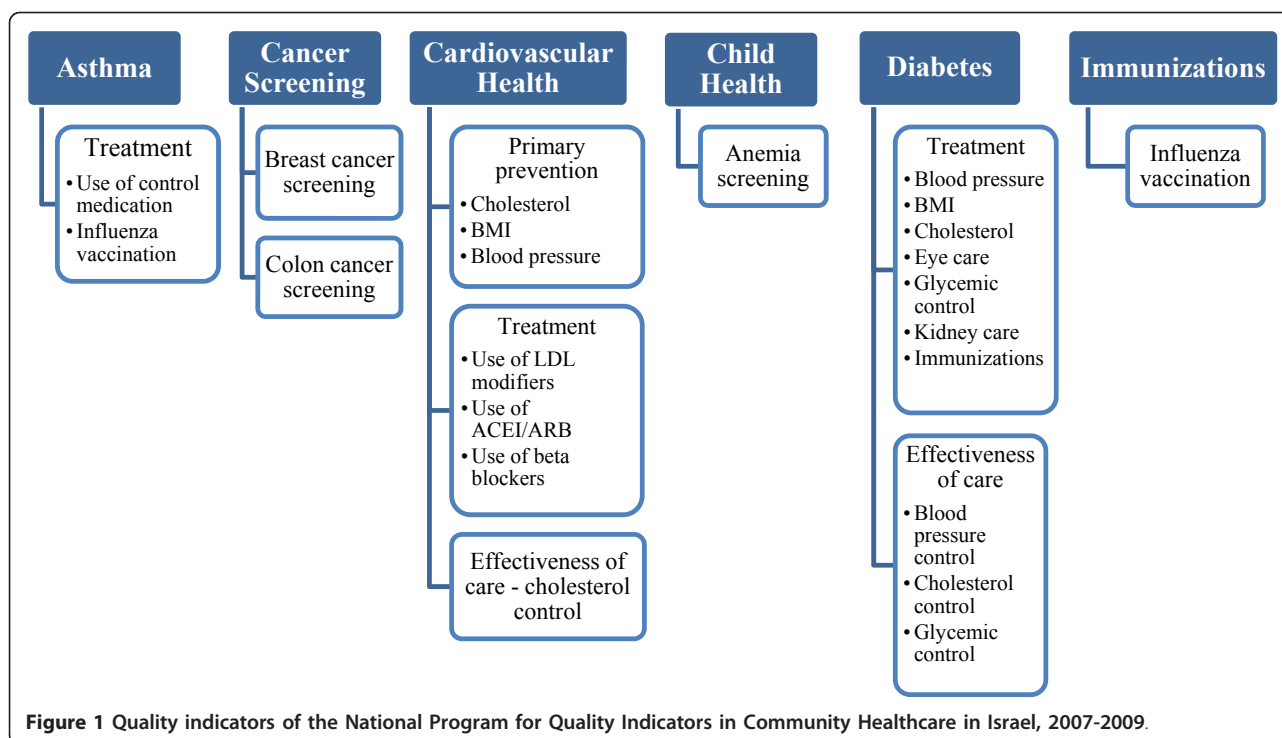 Asthma
Treatment
• Use of control
medication
• Influenza
vaccination
Cancer
Screening
Breast cancer
screening
Colon cancer
screening
Cardiovascular
Health
Primary
prevention
• Cholesterol
• BMI
• Blood pressure
Treatment
• Use of LDL
modifiers
• Use of
ACEI/ARB
• Use of beta
blockers
Effectiveness of
care - cholesterol
control
Child
Health
Anemia
screening
Diabetes
Treatment
• Blood pressure
• BMI
• Cholesterol
• Eye care
• Glycemic
control
• Kidney care
• Immunizations
Effectiveness
of care
• Blood
pressure
control
• Cholesterol
control
• Glycemic
control
Immunizations
Influenza
vaccination
Figure 1 Quality indicators of the National Program for Quality Indicators in Community Healthcare in Israel, 2007-2009.